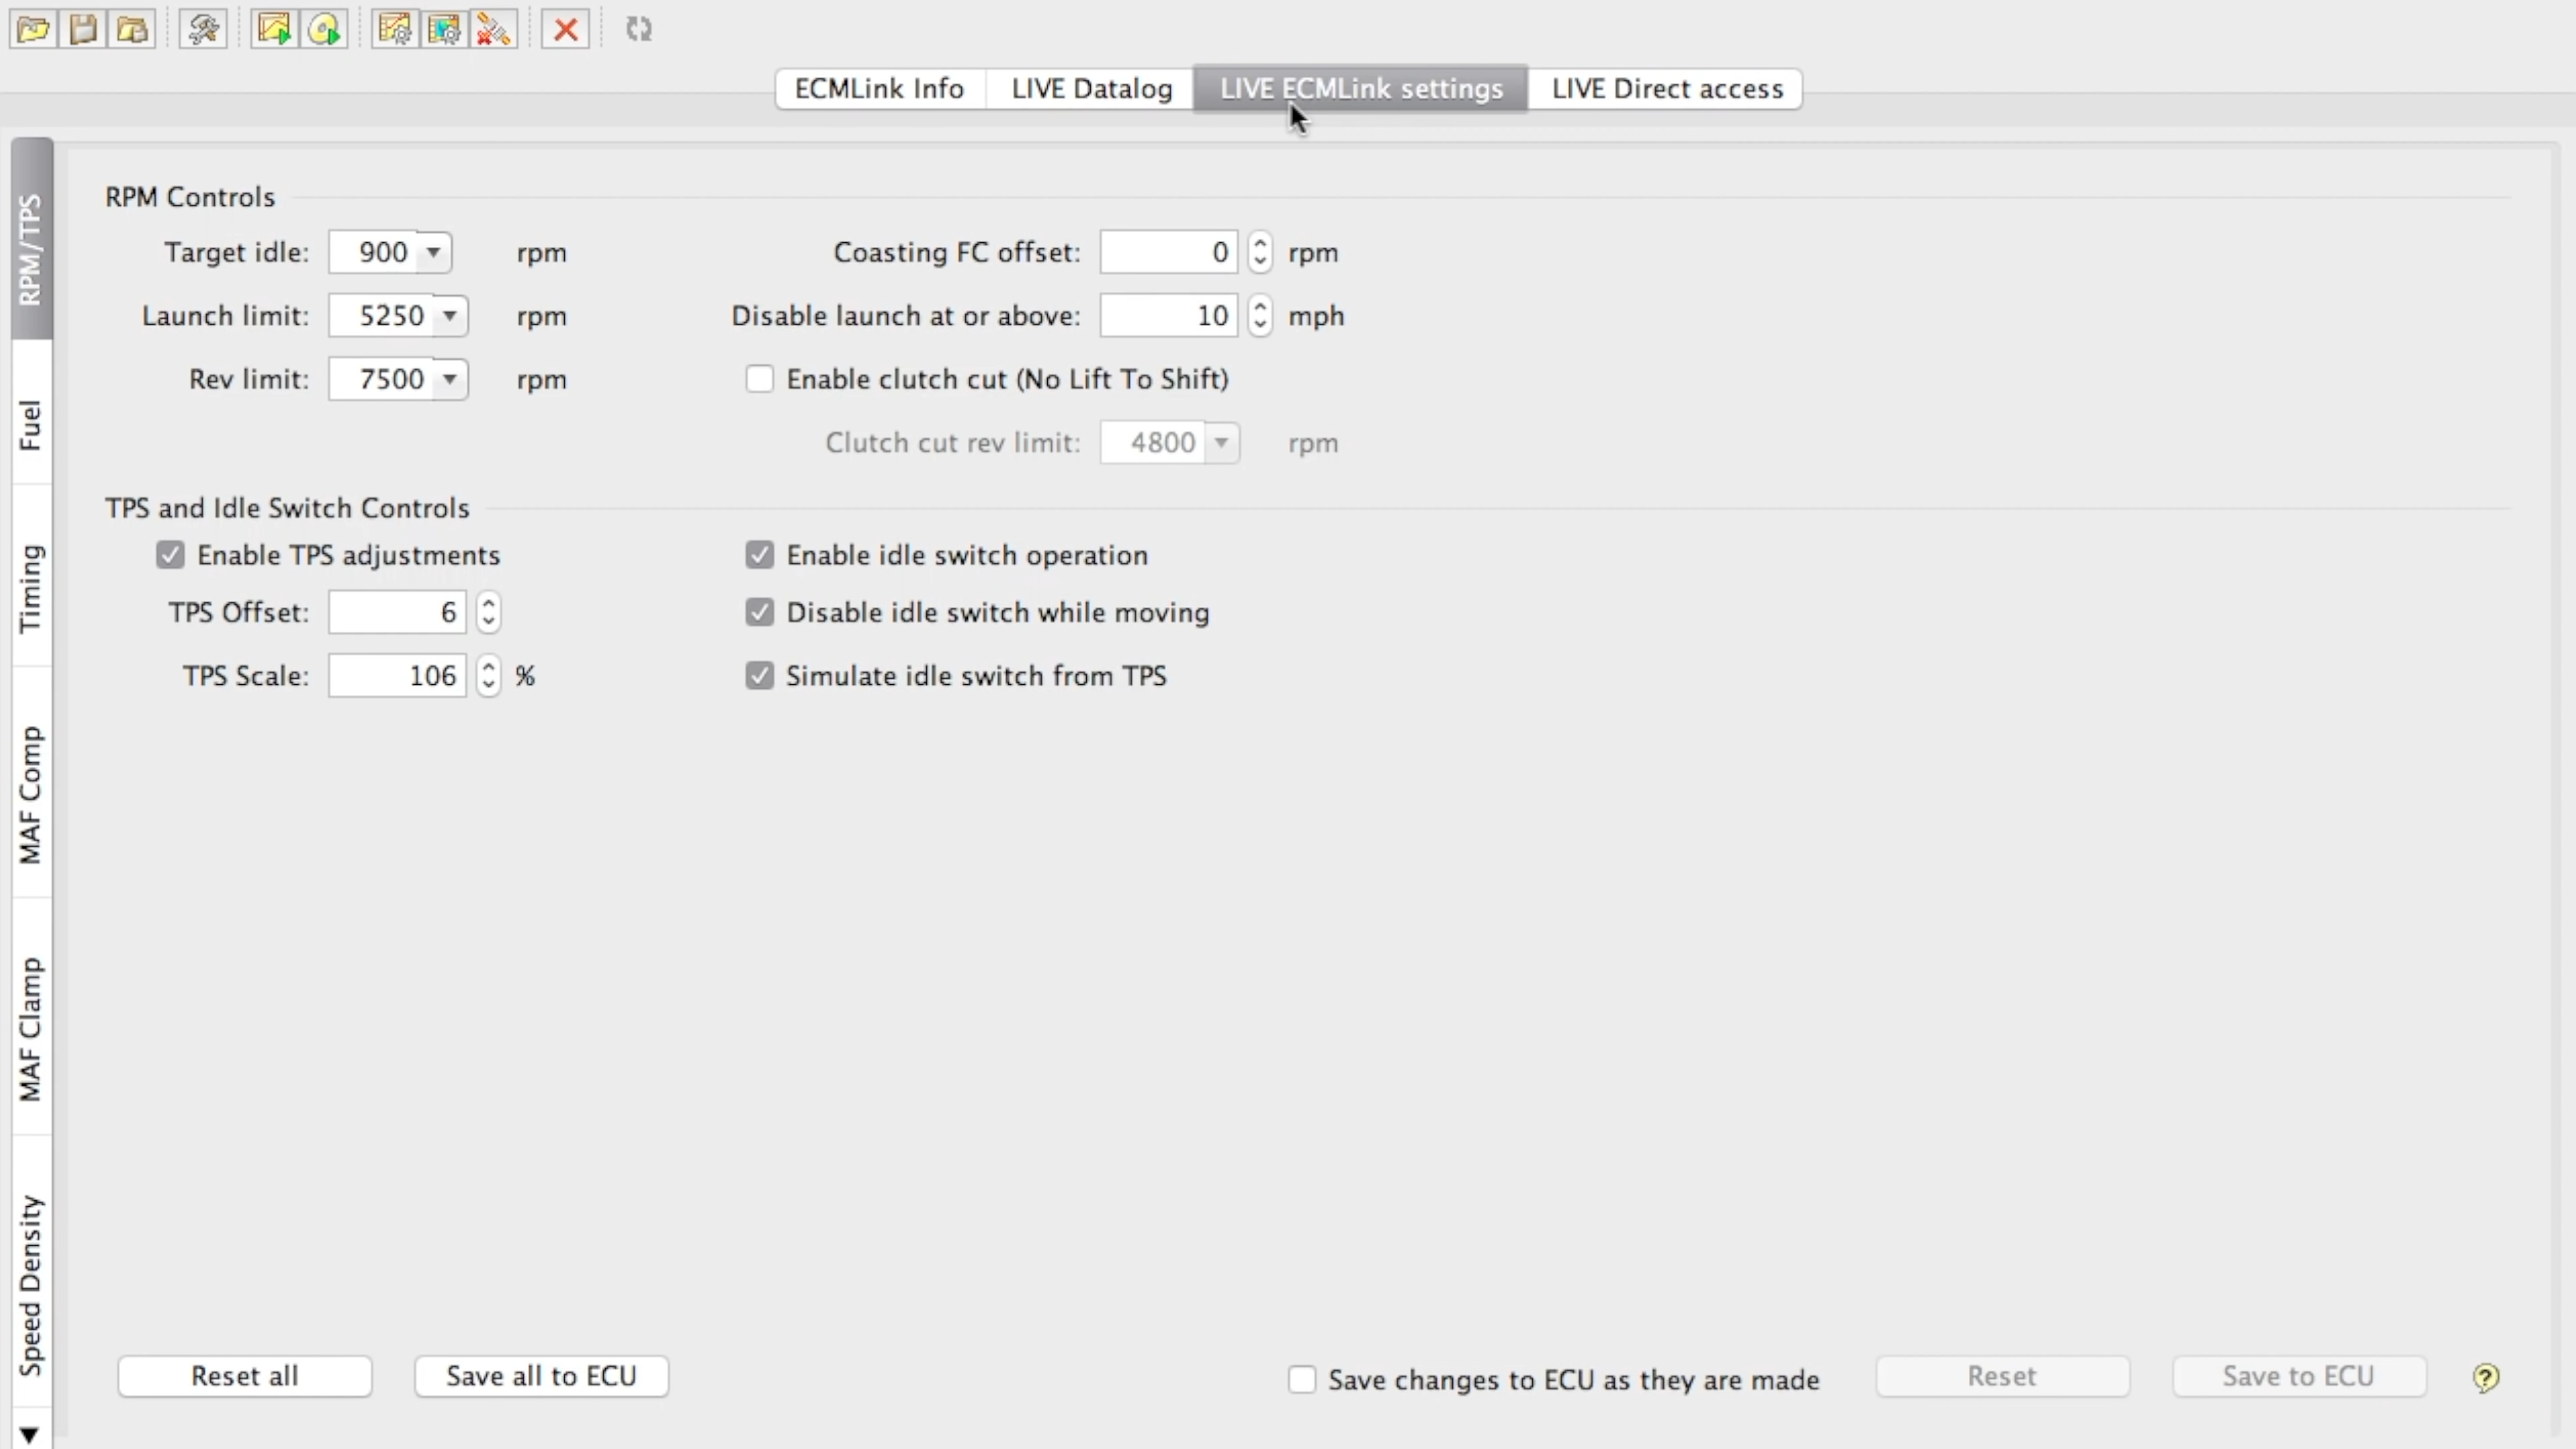 ECMLink Info LIVE Datalog LIVE ECMLink settings LIVE Direct access
RPM/TPS
Fuel
Timing
MAF Comp
MAF Clamp
Speed Density
RPM Controls
Target idle: 900 rpm Coasting FC offset: 0 rpm
Launch limit: 5250 rpm Disable launch at or above: 10 mph
Rev limit: 7500 rpm Enable clutch cut (No Lift To Shift)
Clutch cut rev limit: 4800 rpm
TPS and Idle Switch Controls
Enable TPS adjustments Enable idle switch operation
TPS Offset: 6 Disable idle switch while moving
TPS Scale: 106 % Simulate idle switch from TPS
Reset all Save all to ECU Save changes to ECU as they are made Reset Save to ECU ?